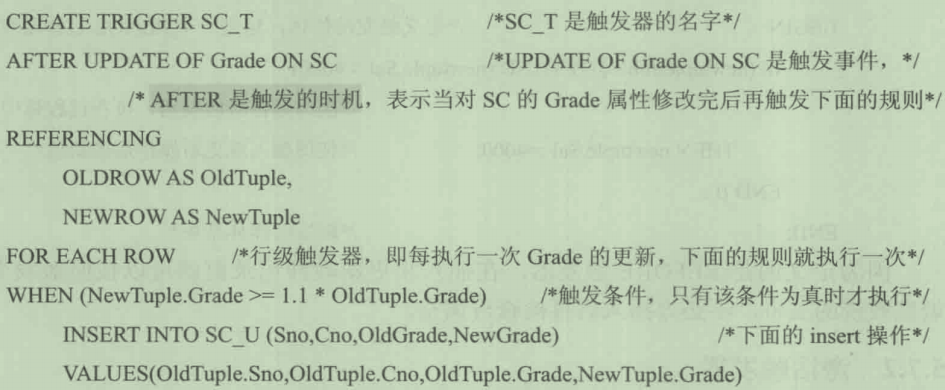 CREATE TRIGGER SC_T /*SC_T 是触发器的名字*/
AFTER UPDATE OF Grade ON SC /*UPDATE OF Grade ON SC 是触发事件，*/
/* AFTER 是触发的时机，表示当对 SC 的 Grade 属性修改完后再触发下面的规则*/
REFERENCING
OLDROW AS OldTuple,
NEWROW AS NewTuple
FOR EACH ROW /*行级触发器，即每执行一次 Grade 的更新，下面的规则就执行一次*/
WHEN (NewTuple.Grade >= 1.1 * OldTuple.Grade) /*触发条件，只有该条件为真时才执行*/
INSERT INTO SC_U (Sno,Cno,OldGrade,NewGrade) /*下面的 insert 操作*/
VALUES(OldTuple.Sno,OldTuple.Cno,OldTuple.Grade,NewTuple.Grade)